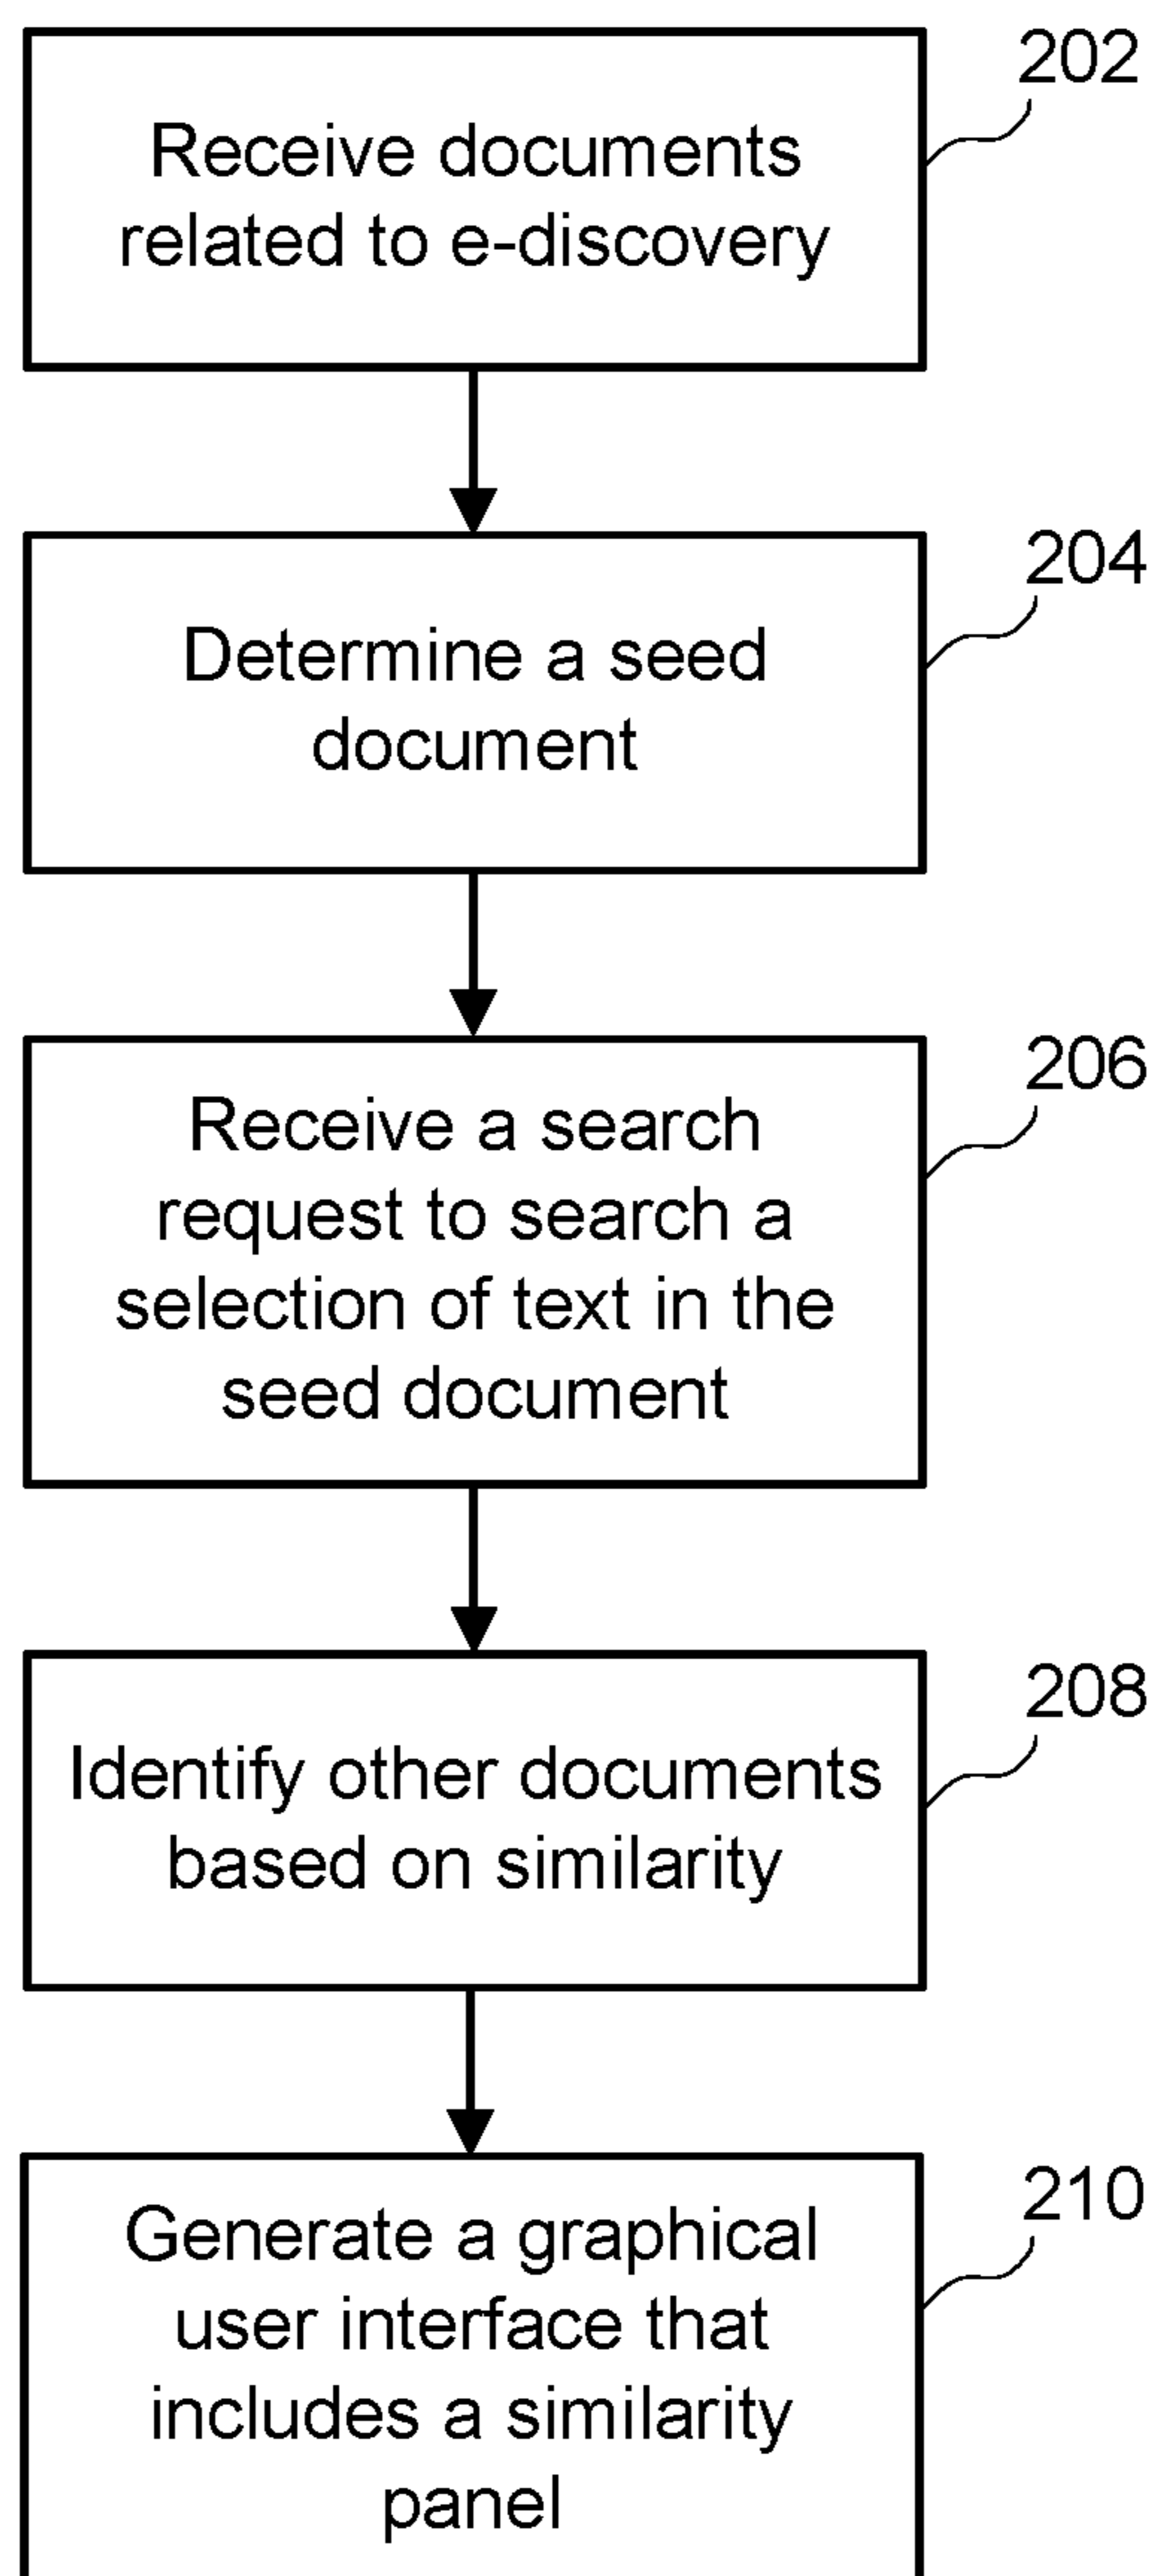 202
Receive documents
related to e-discovery
204
Determine a seed
document
206
Receive a search
request to search a
selection of text in the
seed document
208
Identify other documents
based on similarity
210
Generate a graphical
user interface that
includes a similarity
panel